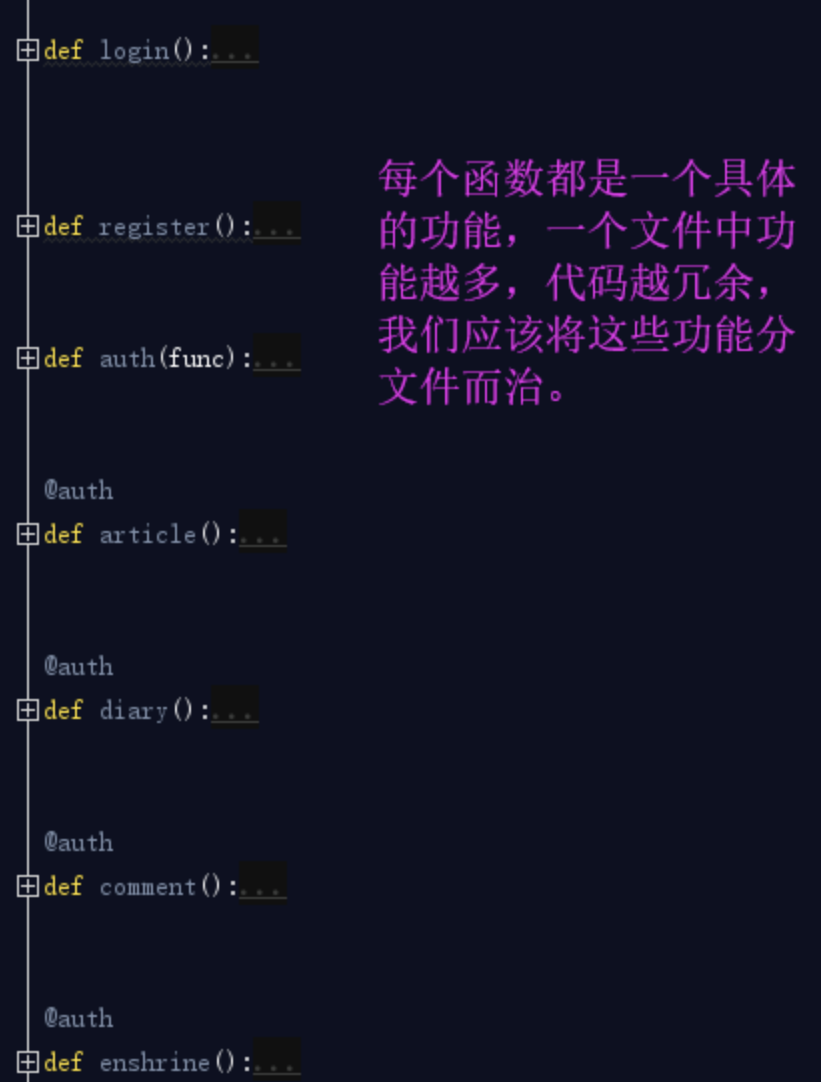 def login():...
def register():...
每个函数都是一个具体
的功能，一个文件中功
能越多，代码越冗余，
我们应该将这些功能分
文件而治。
def auth(func):...
@auth
def article():...
@auth
def diary():...
@auth
def comment():...
@auth
def enshrine():...